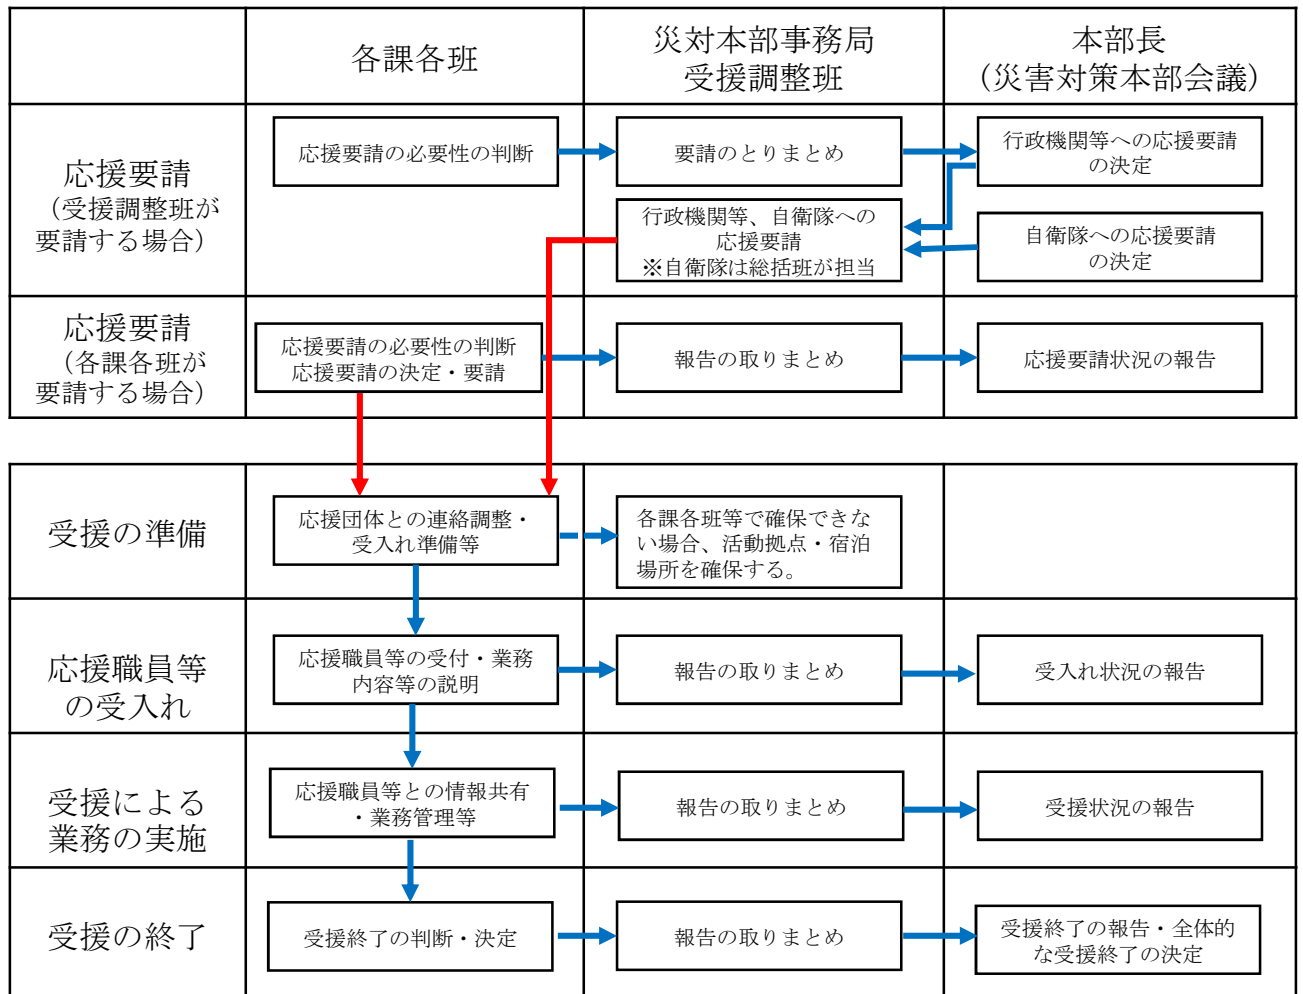 各課各班
災対本部事務局
受援調整班
本部長
（災害対策本部会議）
応援要請
（受援調整班が
要請する場合）
応援要請の必要性の判断
要請のとりまとめ
行政機関等への応援要請
の決定
行政機関等、自衛隊への
応援要請
※自衛隊は総括班が担当
自衛隊への応援要請
の決定
応援要請
（各課各班が
要請する場合）
応援要請の必要性の判断
応援要請の決定・要請
報告の取りまとめ
応援要請状況の報告
受援の準備
応援団体との連絡調整・
受入れ準備等
各課各班等で確保できな
い場合、活動拠点・宿泊
場所を確保する。
応援職員等
の受入れ
応援職員等の受付・業務
内容等の説明
報告の取りまとめ
受入れ状況の報告
受援による
業務の実施
応援職員等との情報共有
・業務管理等
報告の取りまとめ
受援状況の報告
受援の終了
受援終了の判断・決定
報告の取りまとめ
受援終了の報告・全体的
な受援終了の決定